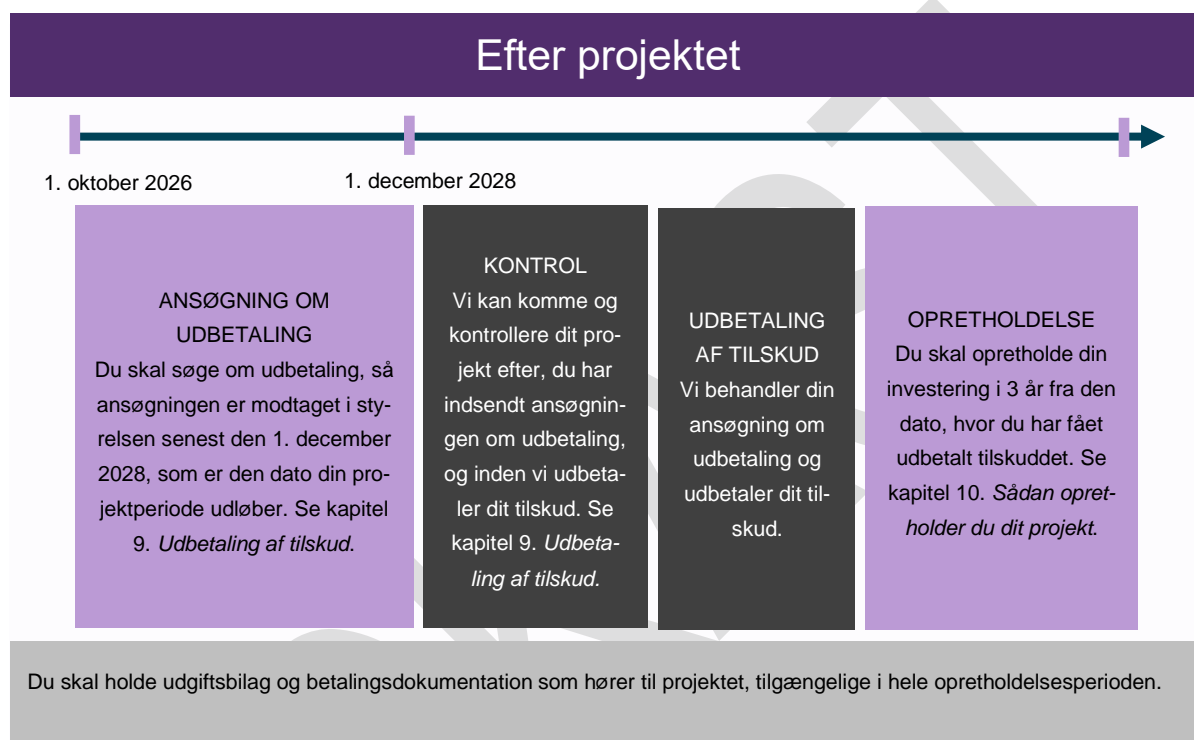 Efter projektet
1. oktober 2026
1. december 2028
ANSØGNING OM
UDBETALING
Du skal søge om udbetaling, så
ansøgningen er modtaget i sty-
relsen senest den 1. december
2028, som er den dato din pro-
jektperiode udløber. Se kapitel
9. Udbetaling af tilskud.
KONTROL
Vi kan komme og
kontrollere dit pro-
jekt efter, du har
indsendt ansøgnin-
gen om udbetaling,
og inden vi udbeta-
ler dit tilskud. Se
kapitel 9. Udbeta-
ling af tilskud.
UDBETALING
AF TILSKUD
Vi behandler din
ansøgning om
udbetaling og
udbetaler dit til-
skud.
OPRETHOLDELSE
Du skal opretholde din
investering i 3 år fra den
dato, hvor du har fået
udbetalt tilskuddet. Se
kapitel 10. Sådan opret-
holder du dit projekt.
Du skal holde udgiftsbilag og betalingsdokumentation som hører til projektet, tilgængelige i hele opretholdelsesperioden.